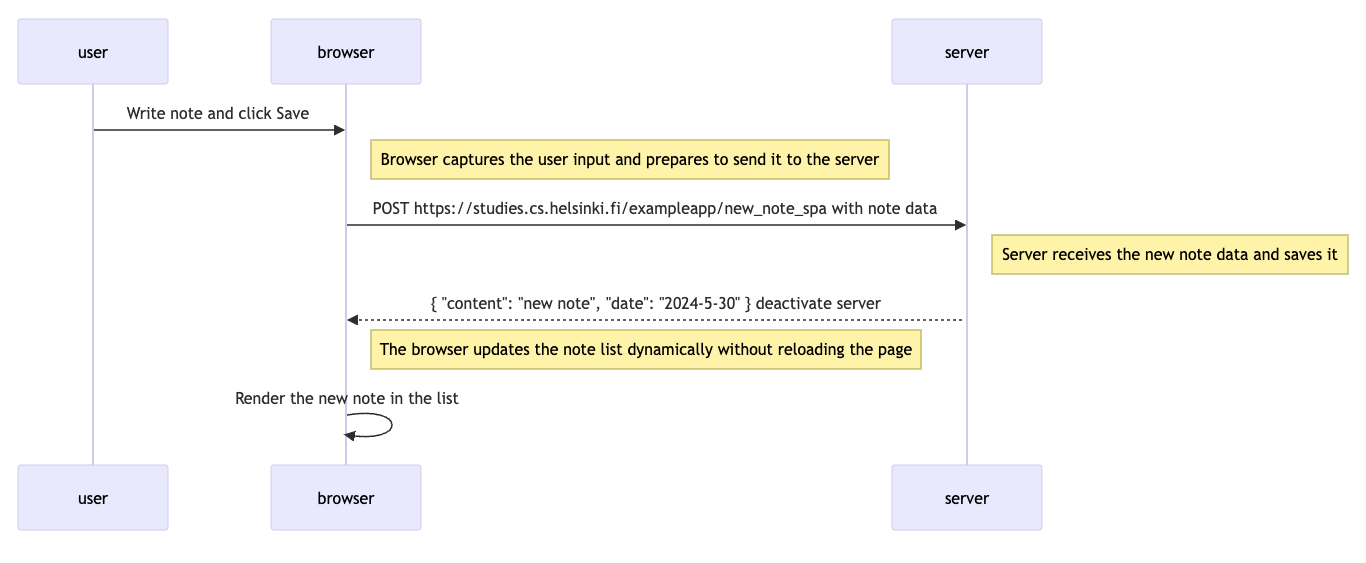 user
browser
server
Write note and click Save
Browser captures the user input and prepares to send it to the server
POST https://studies.cs.helsinki.fi/exampleapp/new_note_spa with note data
Server receives the new note data and saves it
{ "content": "new note", "date": "2024-5-30" } deactivate server
The browser updates the note list dynamically without reloading the page
Render the new note in the list
user
browser
server